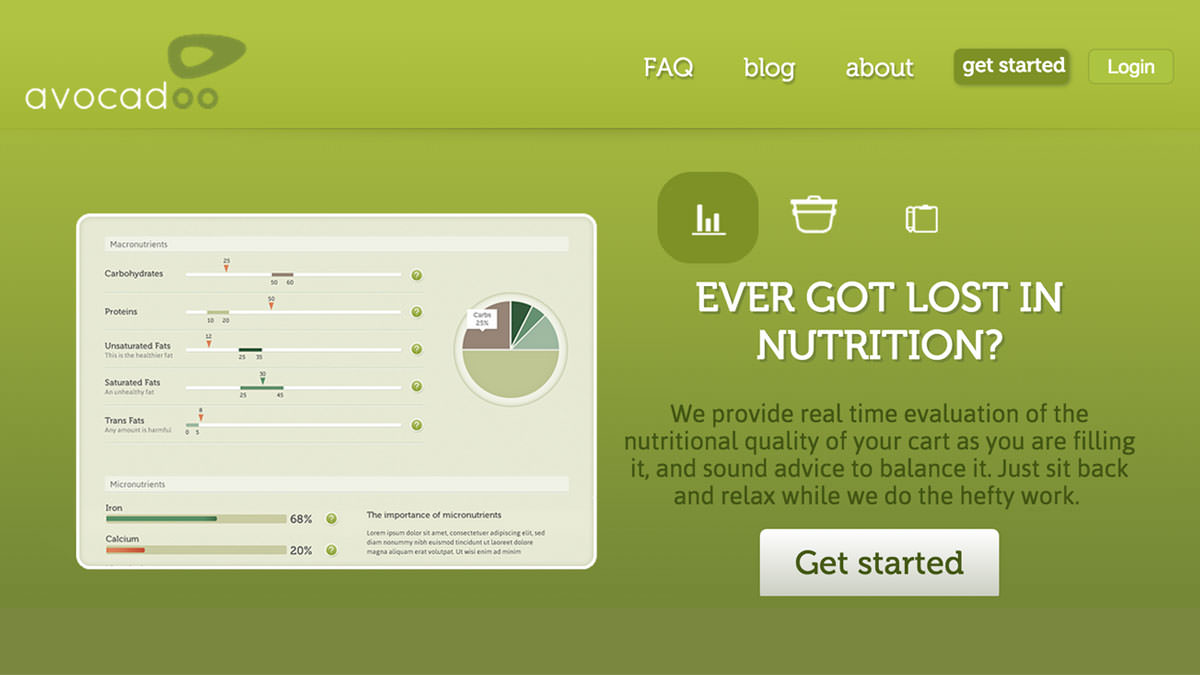 avocadoo
FAQ
blog
about
get started
Login
Macronutrients
Carbohydrates
25
50 60
?
Proteins
50
10 20
?
Unsaturated Fats
This is the healthier fat
12
25 35
?
Saturated Fats
An unhealthy fat
30
25 45
?
Trans Fats
Any amount is harmful
8
0 5
?
Carbs
25%
Micronutrients
Iron
68%
?
Calcium
20%
?
The importance of micronutrients
Lorem ipsum dolor sit amet, consectetuer adipiscing elit, sed
diam nonummy nibh euismod tincidunt ut laoreet dolore
magna aliquam erat volutpat. Ut wisi enim ad minim
EVER GOT LOST IN
NUTRITION?
We provide real time evaluation of the
nutritional quality of your cart as you are filling
it, and sound advice to balance it. Just sit back
and relax while we do the hefty work.
Get started